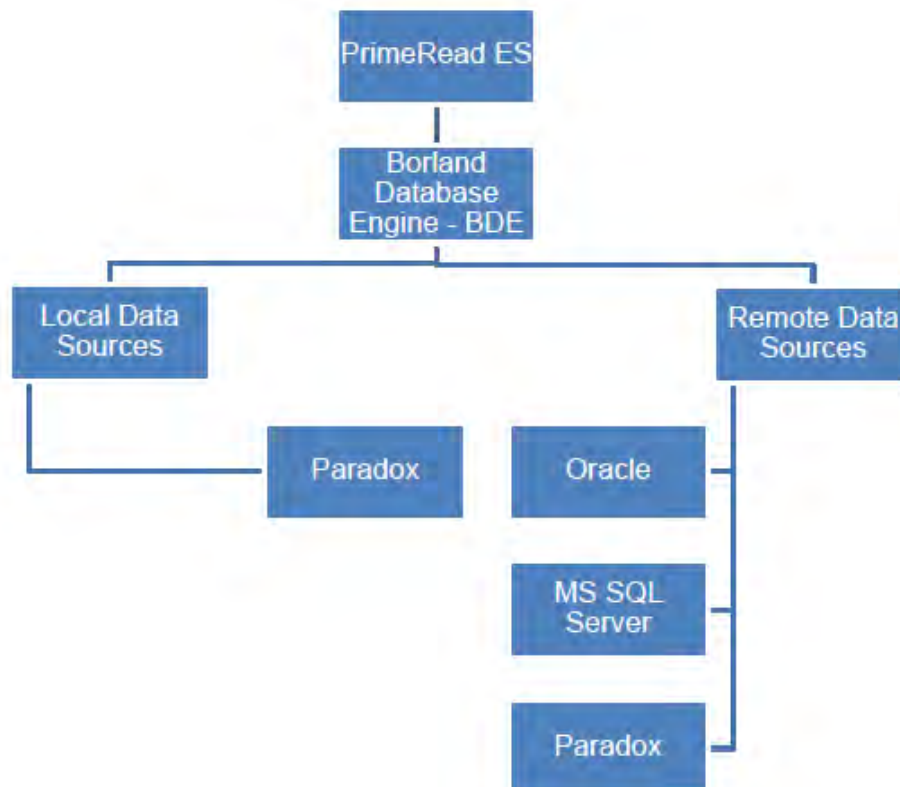 PrimeRead ES
Borland
Database
Engine - BDE
Local Data
Sources
Remote Data
Sources
Paradox
Oracle
MS SQL
Server
Paradox